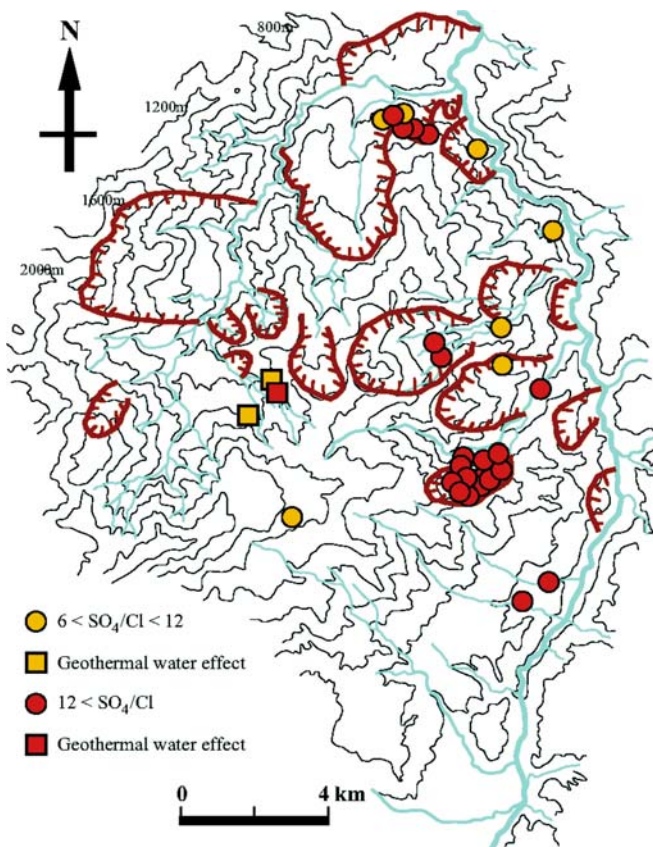 N
800m
1200m
1600m
2000m
6 < SO₄/Cl < 12
Geothermal water effect
12 < SO₄/Cl
Geothermal water effect
0 4 km